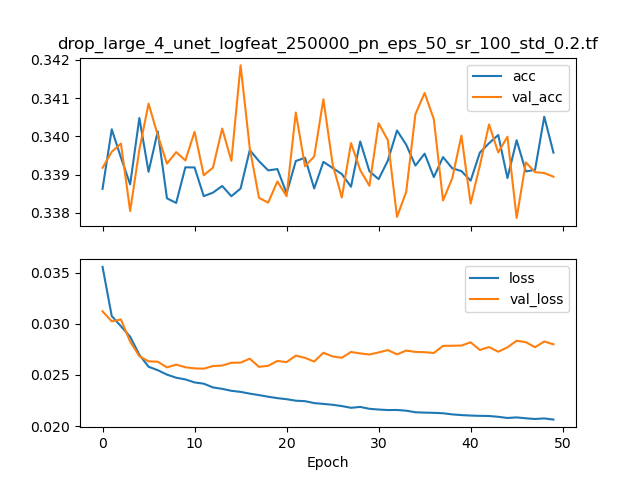 drop_large_4_unet_logfeat_250000_pn_eps_50_sr_100_std_0.2.tf
0.342
0.341
0.340
0.339
0.338
acc
val_acc
0.035
0.030
0.025
0.020
loss
val_loss
0 10 20 30 40 50
Epoch